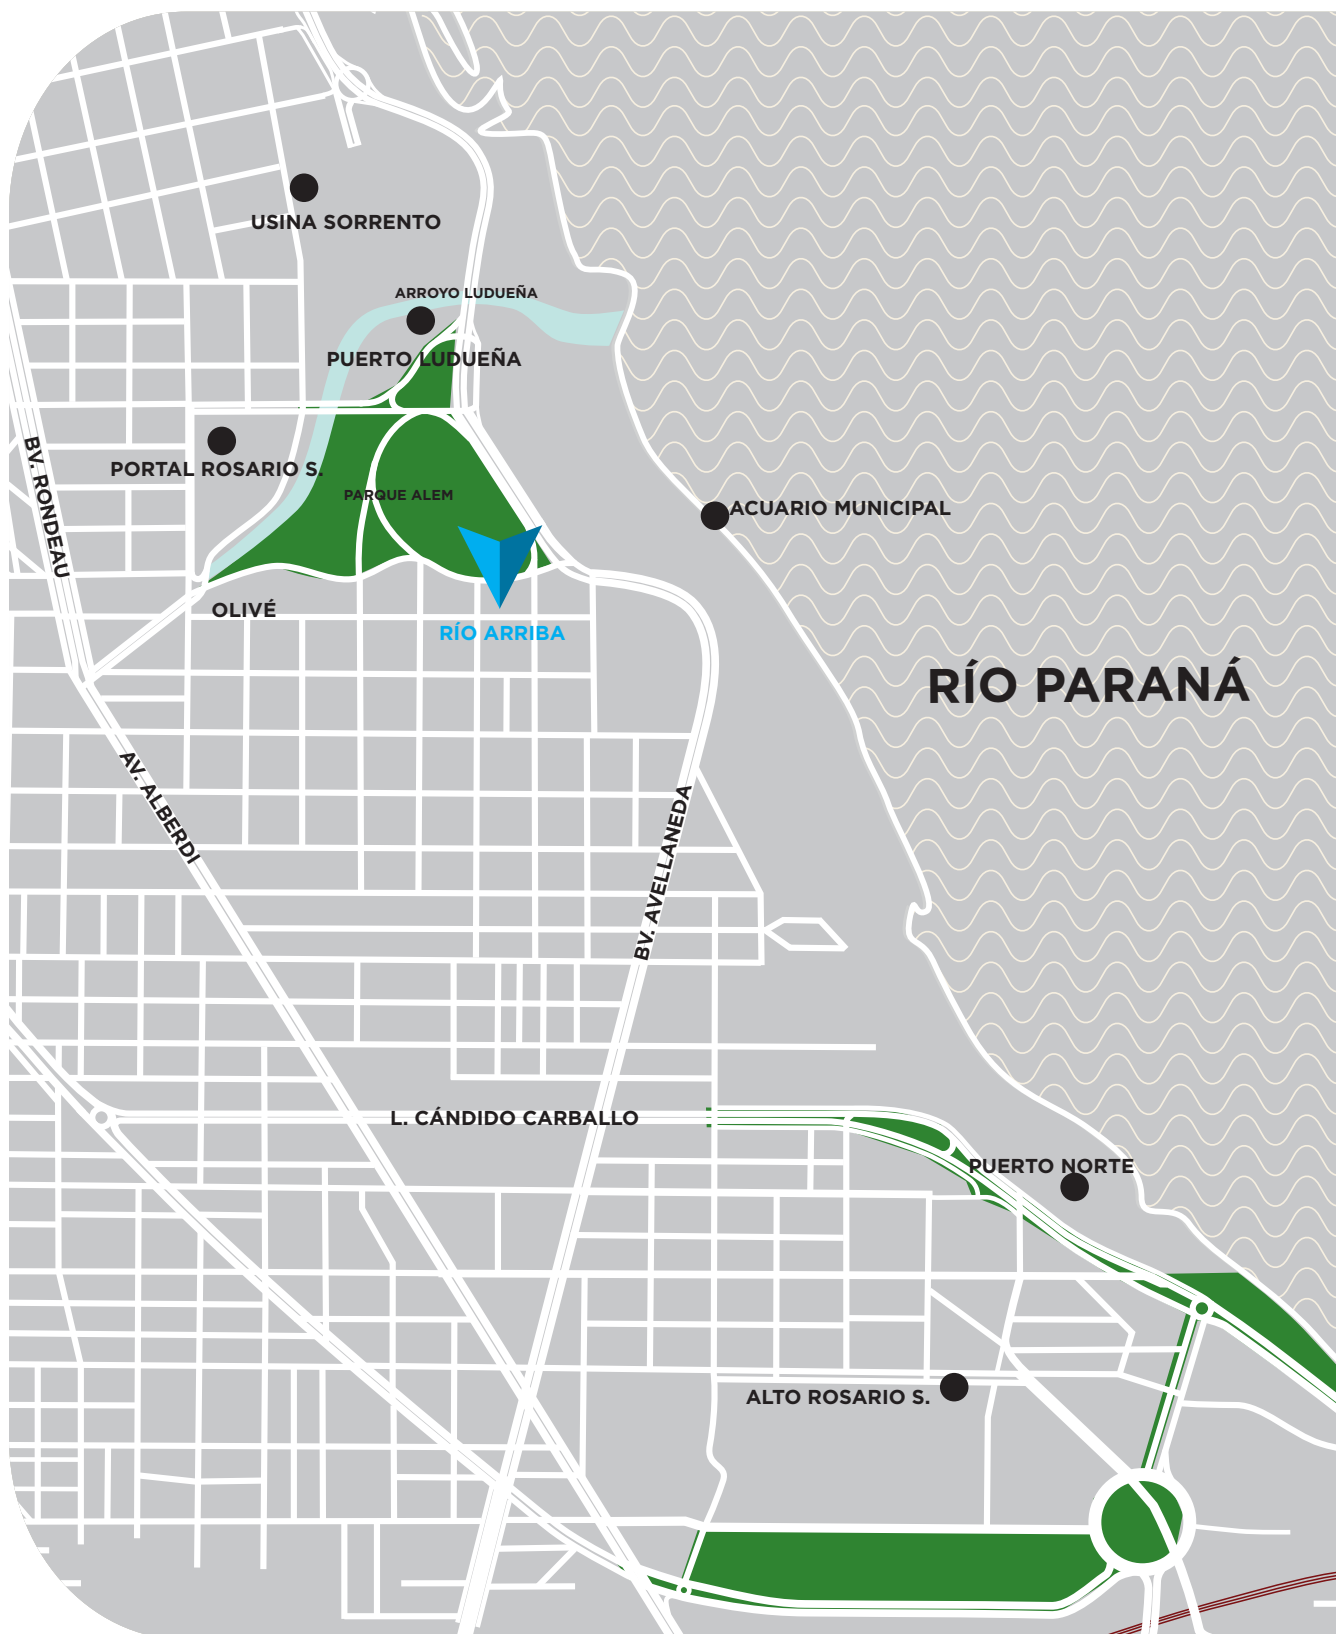 USINA SORRENTO
ARROYO LUDUEÑA
PUERTO LUDUEÑA
BV. RONDEAU
PORTAL ROSARIO S.
PARQUE ALEM
ACUARIO MUNICIPAL
OLIVÉ
RÍO ARRIBA
RÍO PARANÁ
AV. ALBERDI
BV. AVELLANEDA
L. CÁNDIDO CARBALLO
PUERTO NORTE
ALTO ROSARIO S.